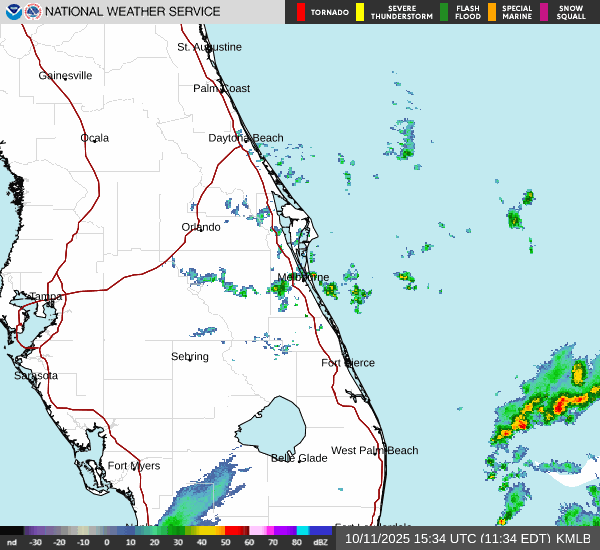 NATIONAL WEATHER SERVICE
TORNADO
SEVERE THUNDERSTORM
FLASH FLOOD
SPECIAL MARINE
SNOW SQUALL
St. Augustine
Gainesville
Palm Coast
Ocala
Daytona Beach
Orlando
Melbourne
Tampa
Sebring
Fort Pierce
Sarasota
West Palm Beach
Belle Glade
Fort Myers
nd -30 -20 -10 0 10 20 30 40 50 60 70 80 dBZ
10/11/2025 15:34 UTC (11:34 EDT) KMLB